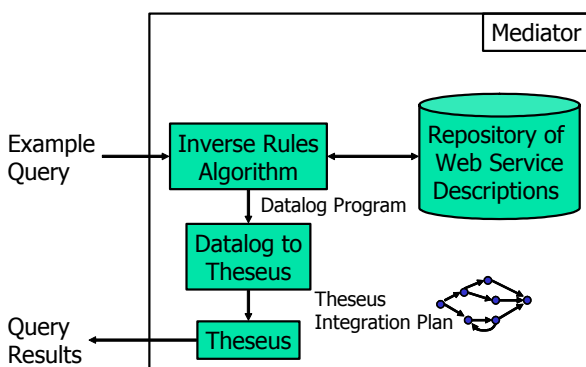 Mediator
Example
Query
Inverse Rules
Algorithm
Repository of
Web Service
Descriptions
Datalog Program
Datalog to
Theseus
Theseus
Integration Plan
Query
Results
Theseus